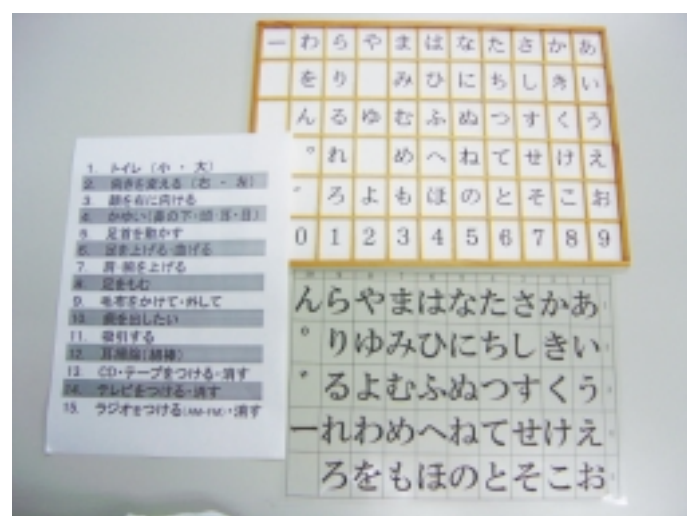 ー わ ら や ま は な た さ か あ
を り み ひ に ち し き い
ん る ゆ む ふ ぬ つ す く う
゜ れ め へ ね て せ け え
゛ ろ よ も ほ の と そ こ お
0 1 2 3 4 5 6 7 8 9
1. トイレ (小 ・ 大)
2. 向きを変える (右 ・ 左)
3. 顔を右に向ける
4. かゆい(鼻の下・頭・耳・目)
5. 足首を動かす
6. 足を上げる・曲げる
7. 肩・腕を上げる
8. 足をもむ
9. 毛布をかけて・外して
10. 痰を出したい
11. 吸引する
12. 耳掃除(綿棒)
13. CD・テープをつける・消す
14. テレビをつける・消す
15. ラジオをつける(AM・FM)・消す
んらやまはなたさかあ
゜りゆみひにちしきい
゛るよむふぬつすくう
ーれわめへねてせけえ
ろをもほのとそこお